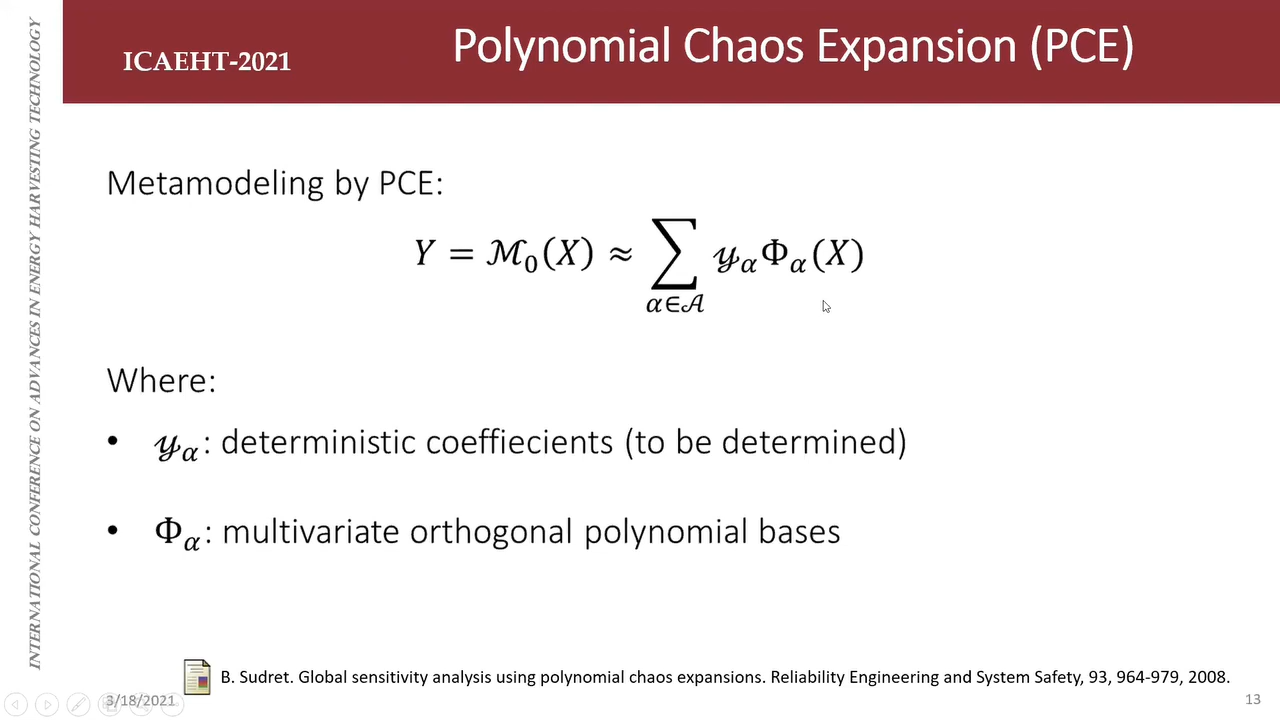 INTERNATIONAL CONFERENCE ON ADVANCES IN ENERGY HARVESTING TECHNOLOGY
ICAEHT-2021
Polynomial Chaos Expansion (PCE)
Metamodeling by PCE:
Y = ℳ₀(X) ≈ ∑_{α∈𝒜} 𝓎_α Φ_α(X)
Where:
• 𝓎_α: deterministic coeffiecients (to be determined)
• Φ_α: multivariate orthogonal polynomial bases
B. Sudret. Global sensitivity analysis using polynomial chaos expansions. Reliability Engineering and System Safety, 93, 964-979, 2008.
3/18/2021
13